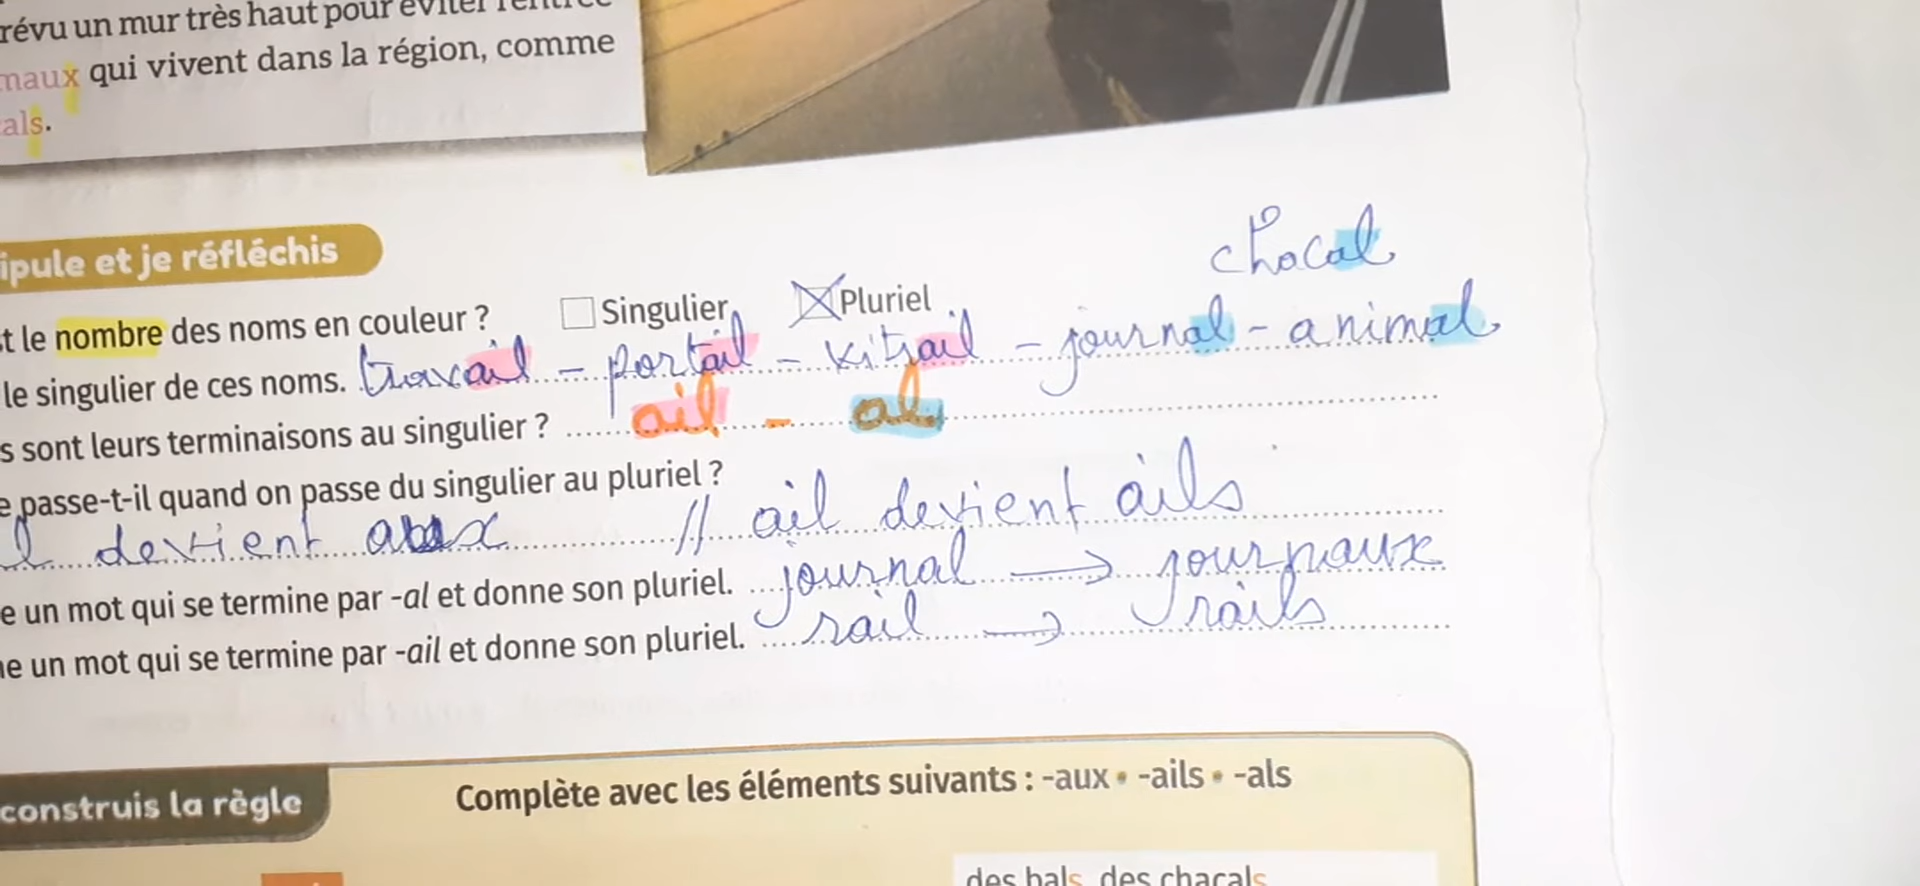 révu un mur très haut pour éviter
maux qui vivent dans la région, comme
als.
ipule et je réfléchis
chacal
t le nombre des noms en couleur ? Singulier Pluriel
le singulier de ces noms. travail - portail - vitrail - journal - animal
s sont leurs terminaisons au singulier ? ail - al
e passe-t-il quand on passe du singulier au pluriel ?
l devient aux // ail devient ails
e un mot qui se termine par -al et donne son pluriel. journal → journaux
ne un mot qui se termine par -ail et donne son pluriel. rail → rails
construis la règle
Complète avec les éléments suivants : -aux • -ails • -als
des bals, des chacals